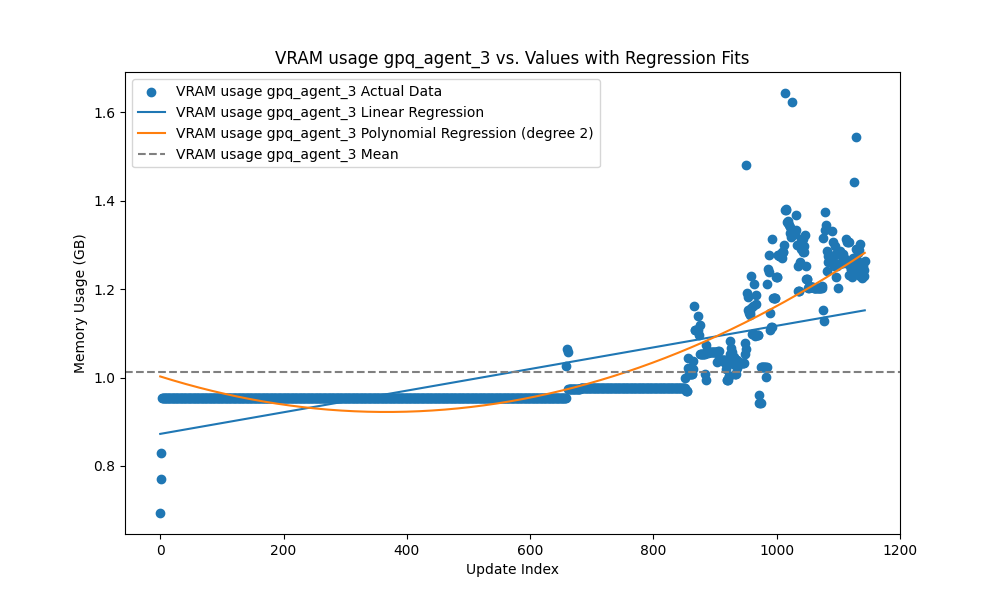 VRAM usage gpq_agent_3 vs. Values with Regression Fits
VRAM usage gpq_agent_3 Actual Data
VRAM usage gpq_agent_3 Linear Regression
VRAM usage gpq_agent_3 Polynomial Regression (degree 2)
VRAM usage gpq_agent_3 Mean
Memory Usage (GB)
1.6
1.4
1.2
1.0
0.8
0 200 400 600 800 1000 1200
Update Index